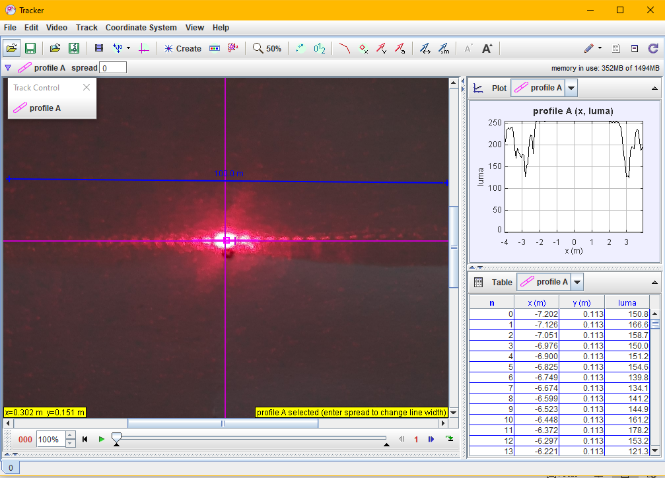 Tracker
File Edit Video Track Coordinate System View Help
Create 50%
profile A spread 0
memory in use: 352MB of 1494MB
Track Control
profile A
100.0 m
x=0.302 m y=0.151 m
profile A selected (enter spread to change line width)
000 100% 1
0
Plot profile A
profile A (x, luma)
250
200
150
100
50
0
luma
-4 -3 -2 -1 0 1 2 3
x (m)
Table profile A
n x (m) y (m) luma
0 -7.202 0.113 150.8
1 -7.126 0.113 166.6
2 -7.051 0.113 158.7
3 -6.976 0.113 150.0
4 -6.900 0.113 151.2
5 -6.825 0.113 154.6
6 -6.749 0.113 139.8
7 -6.674 0.113 134.1
8 -6.599 0.113 141.2
9 -6.523 0.113 144.9
10 -6.448 0.113 161.2
11 -6.372 0.113 178.2
12 -6.297 0.113 153.2
13 -6.221 0.113 121.3